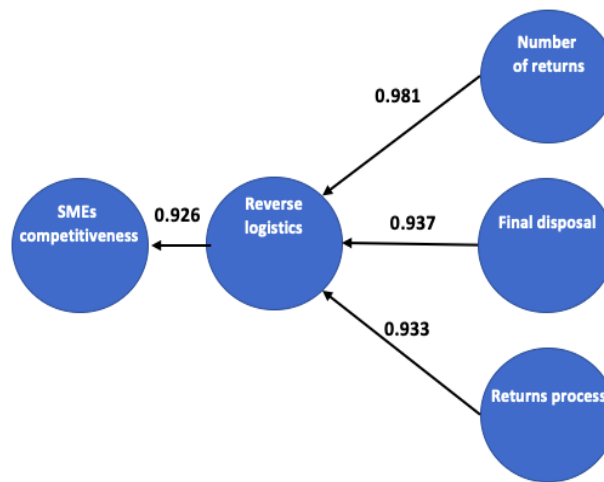 Number
of returns
0.981
SMEs
competitiveness
0.926
Reverse
logistics
0.937
Final disposal
0.933
Returns process